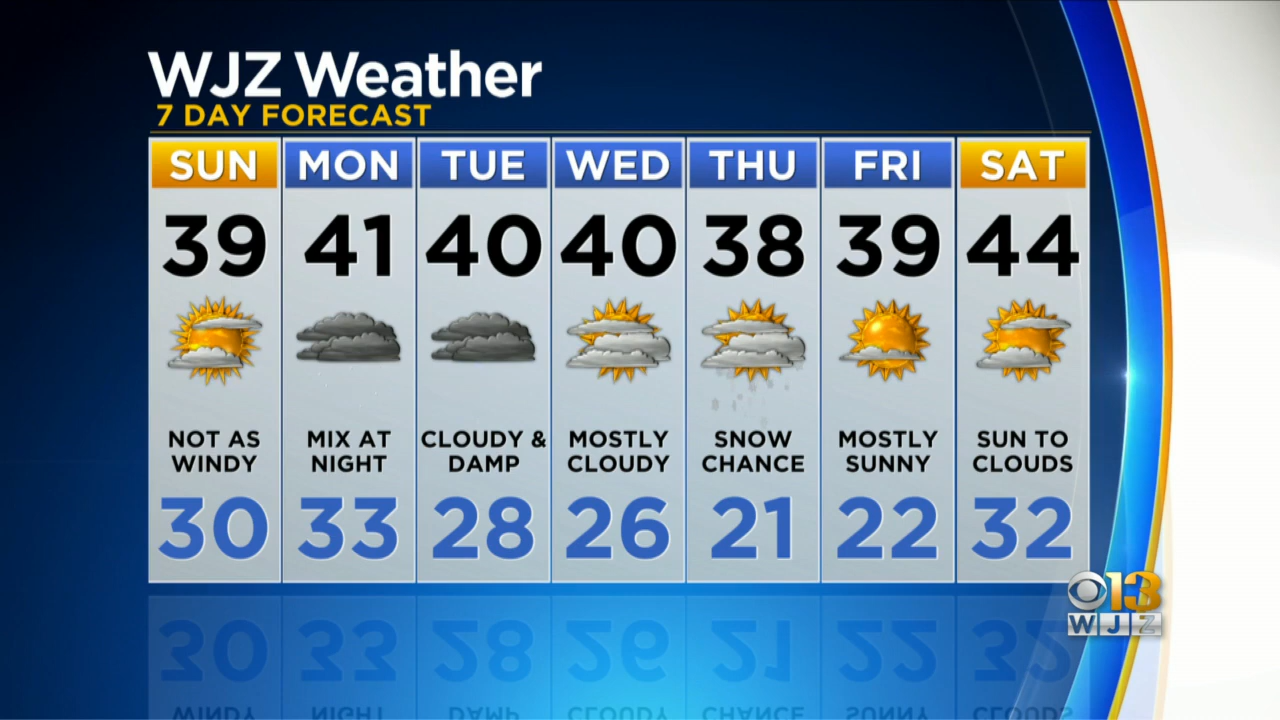 WJZ Weather
7 DAY FORECAST
SUN MON TUE WED THU FRI SAT
39 41 40 40 38 39 44
NOT AS MIX AT CLOUDY & MOSTLY SNOW MOSTLY SUN TO
WINDY NIGHT DAMP CLOUDY CHANCE SUNNY CLOUDS
30 33 28 26 21 22 32
13
WJZ